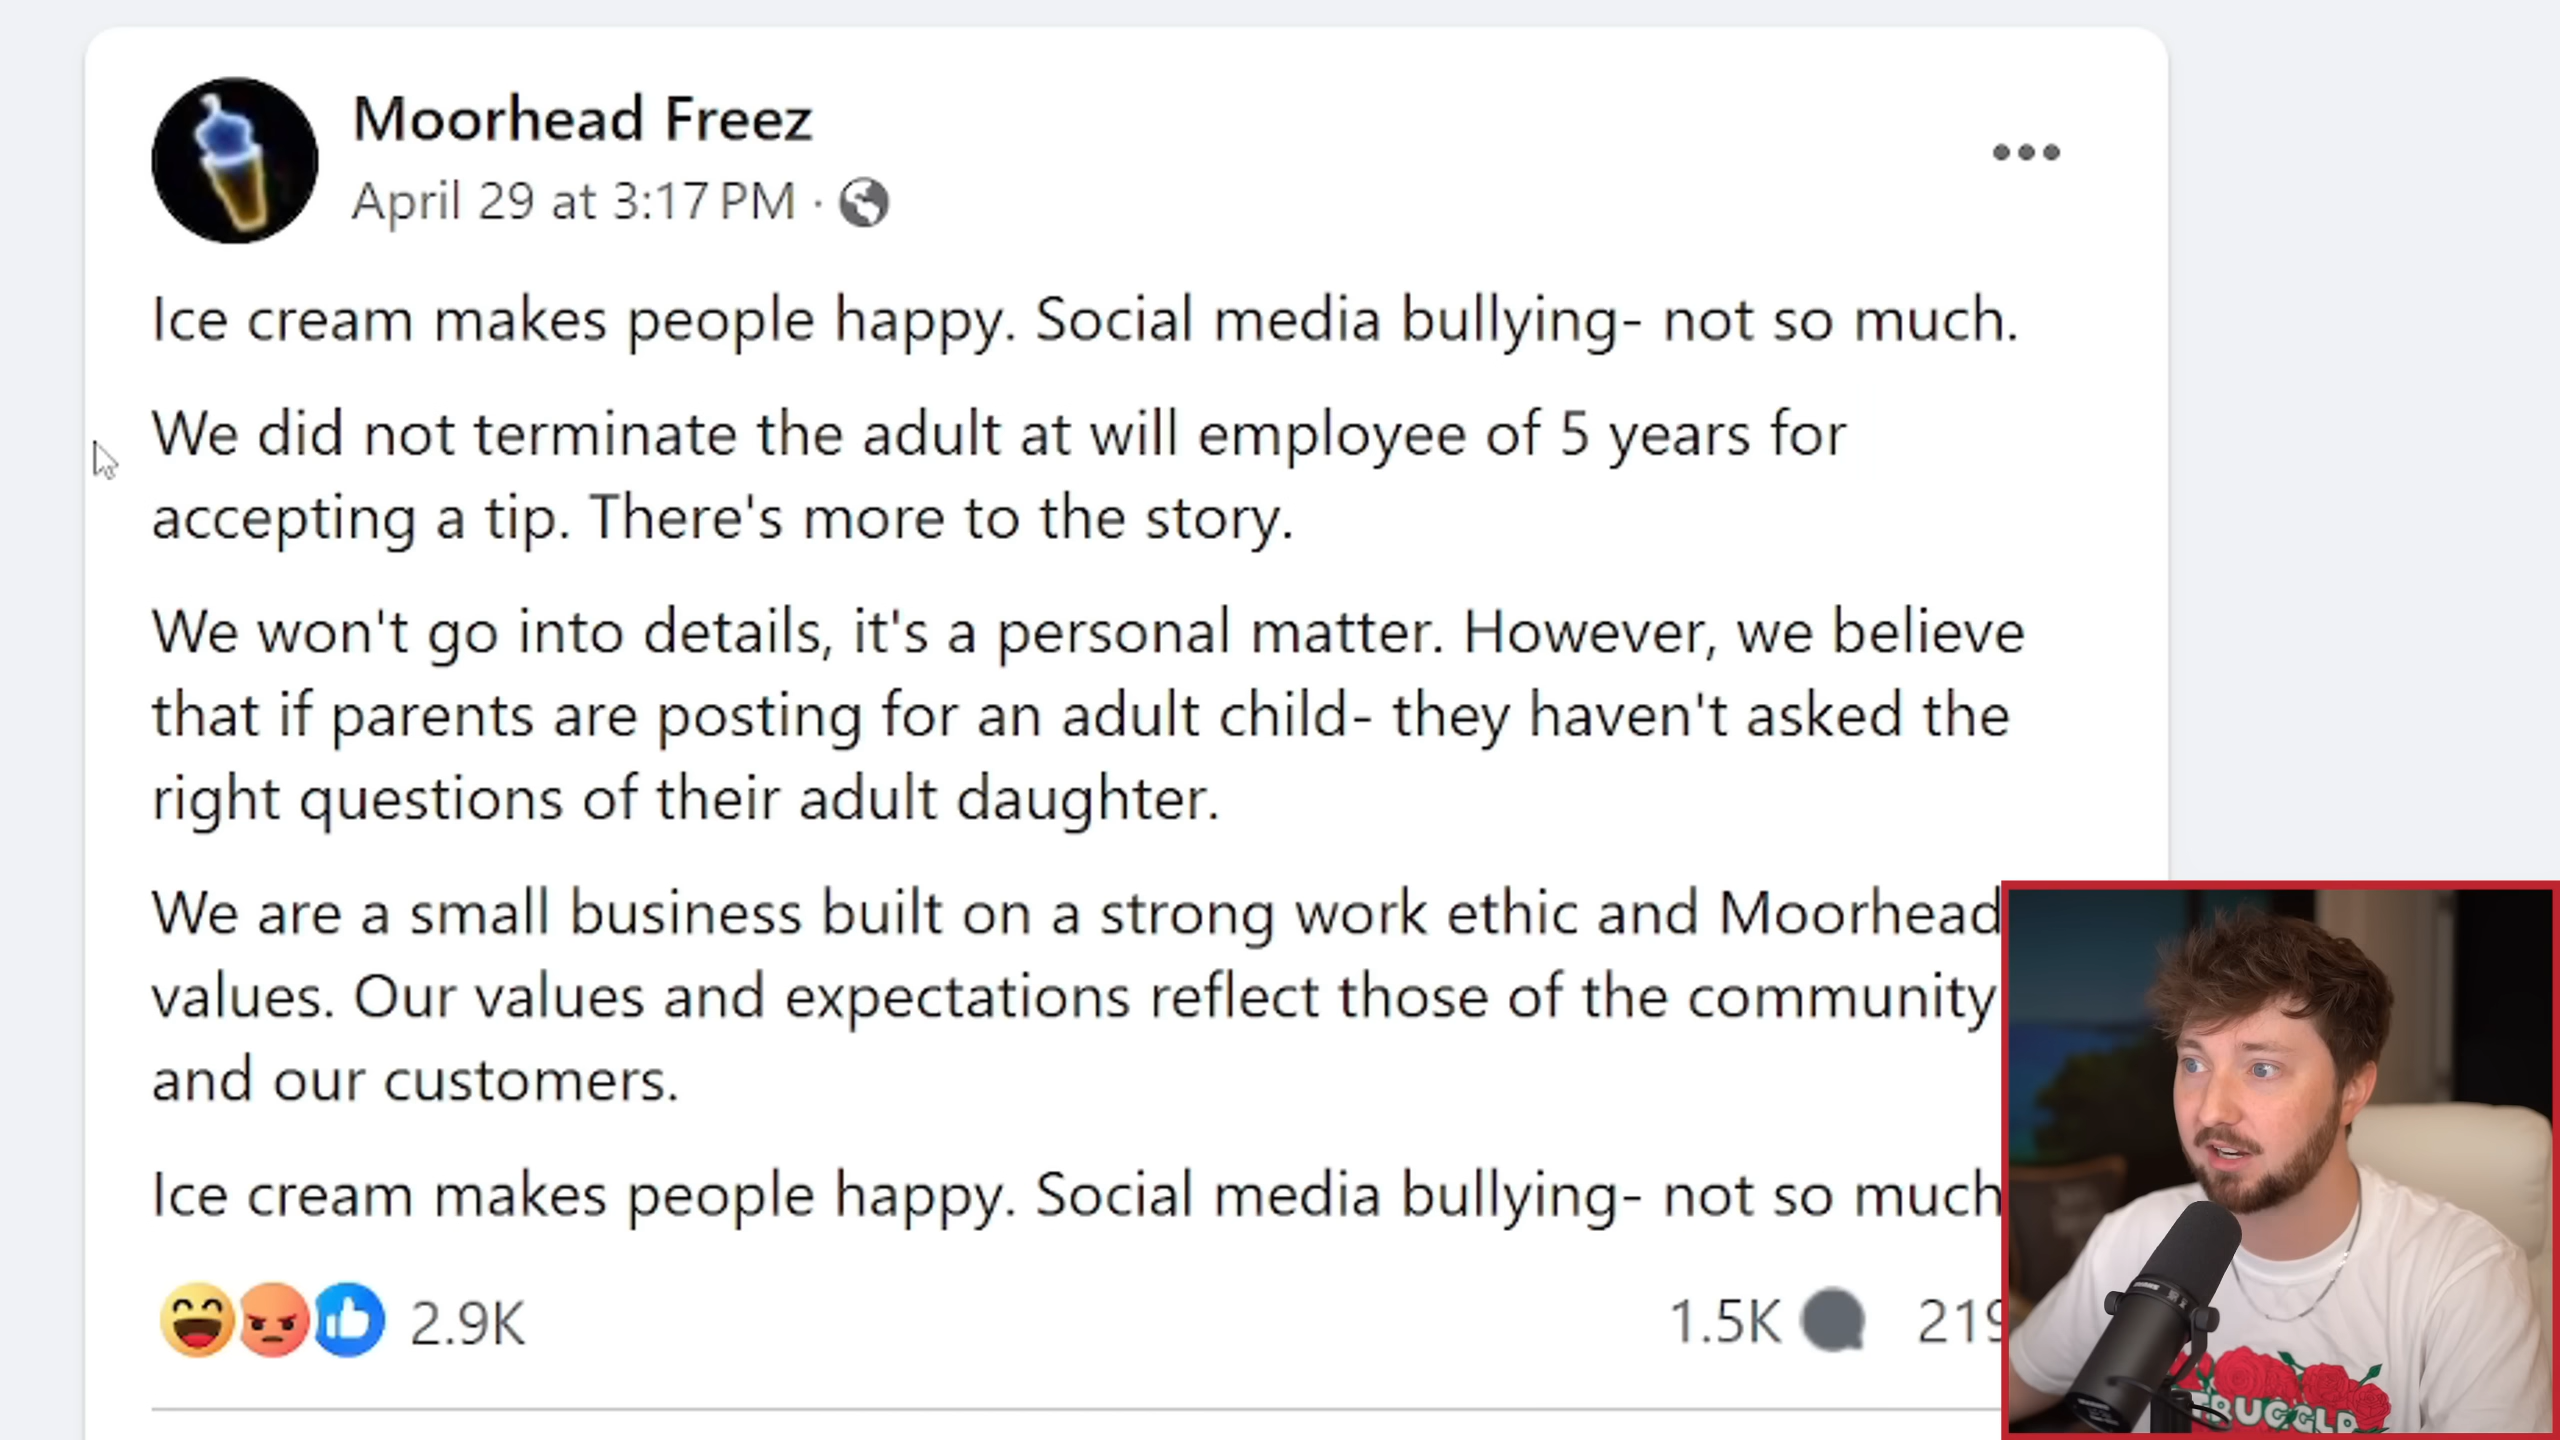 Moorhead Freez
April 29 at 3:17 PM ·
Ice cream makes people happy. Social media bullying- not so much.
We did not terminate the adult at will employee of 5 years for
accepting a tip. There's more to the story.
We won't go into details, it's a personal matter. However, we believe
that if parents are posting for an adult child- they haven't asked the
right questions of their adult daughter.
We are a small business built on a strong work ethic and Moorhead
values. Our values and expectations reflect those of the community
and our customers.
Ice cream makes people happy. Social media bullying- not so much
2.9K
1.5K 219